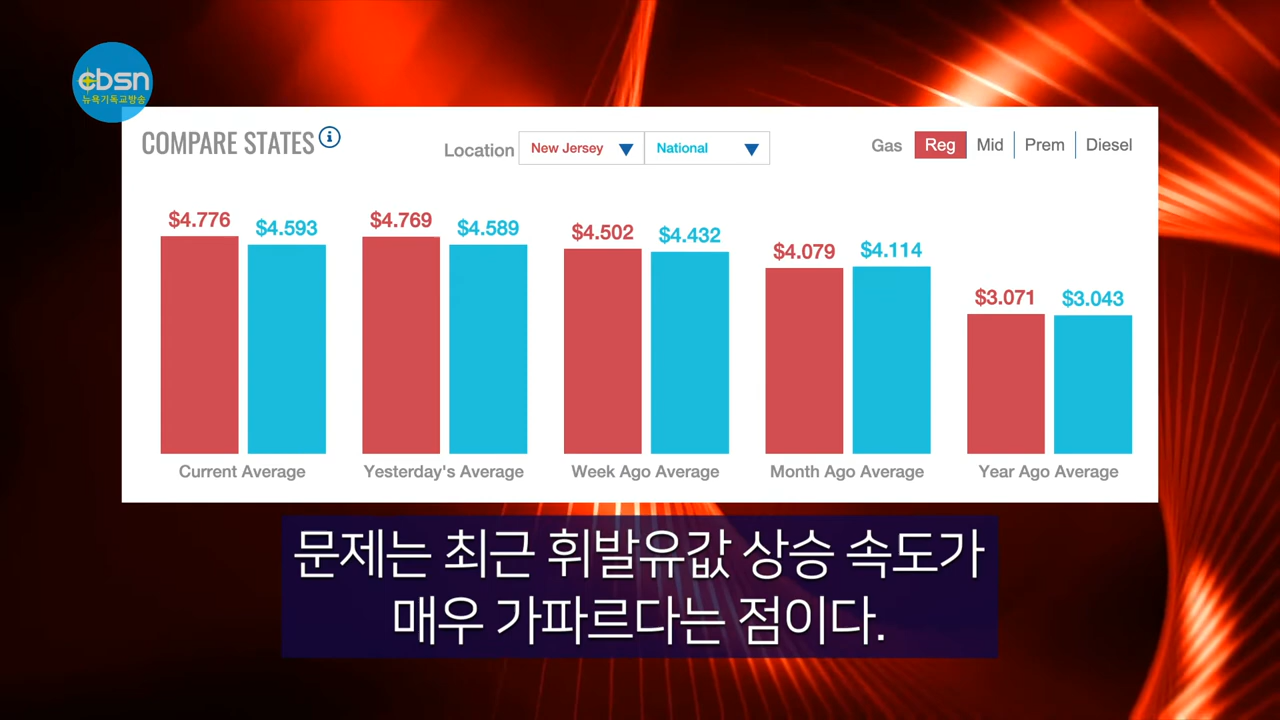 cbsn
뉴욕기독교방송
COMPARE STATES i
Location New Jersey National
Gas Reg Mid Prem Diesel
$4.776 $4.593 $4.769 $4.589 $4.502 $4.432 $4.079 $4.114 $3.071 $3.043
Current Average Yesterday's Average Week Ago Average Month Ago Average Year Ago Average
문제는 최근 휘발유값 상승 속도가
매우 가파르다는 점이다.